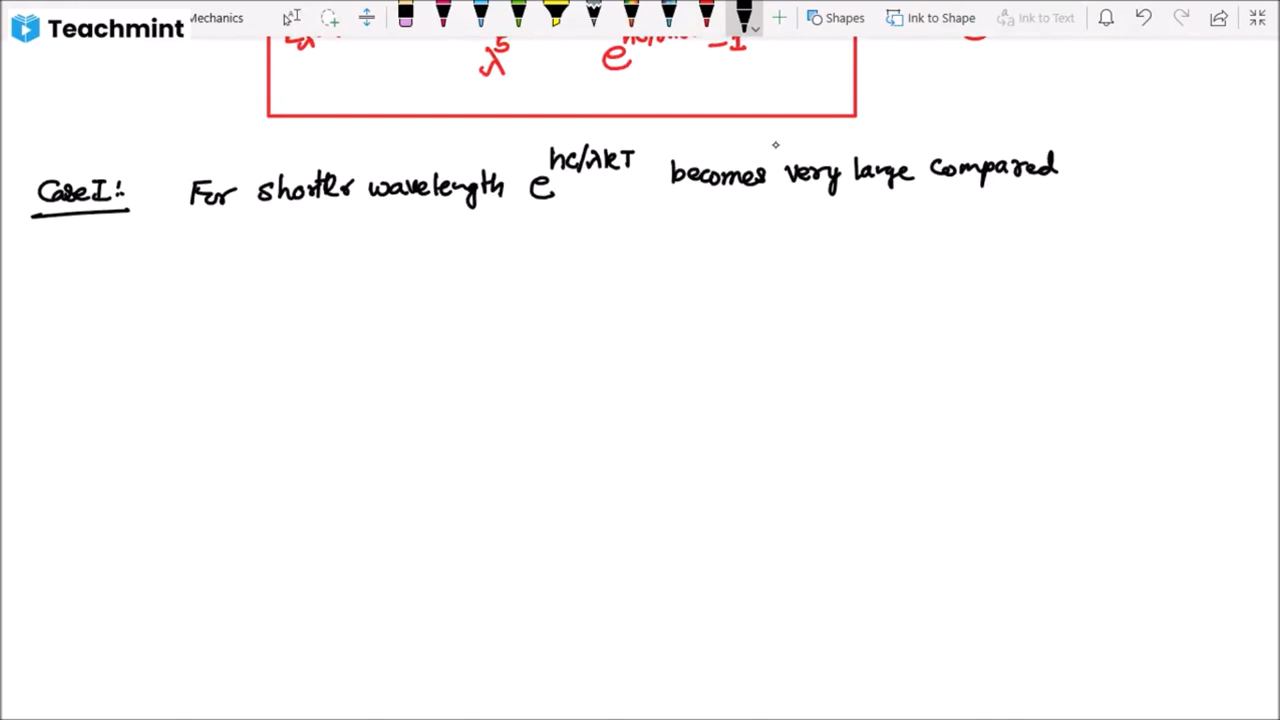 Teachmint
Mechanics
Shapes
Ink to Shape
Ink to Text
λ⁵ e -1
Case I: For shorter wavelength e^hc/λkT becomes very large compared